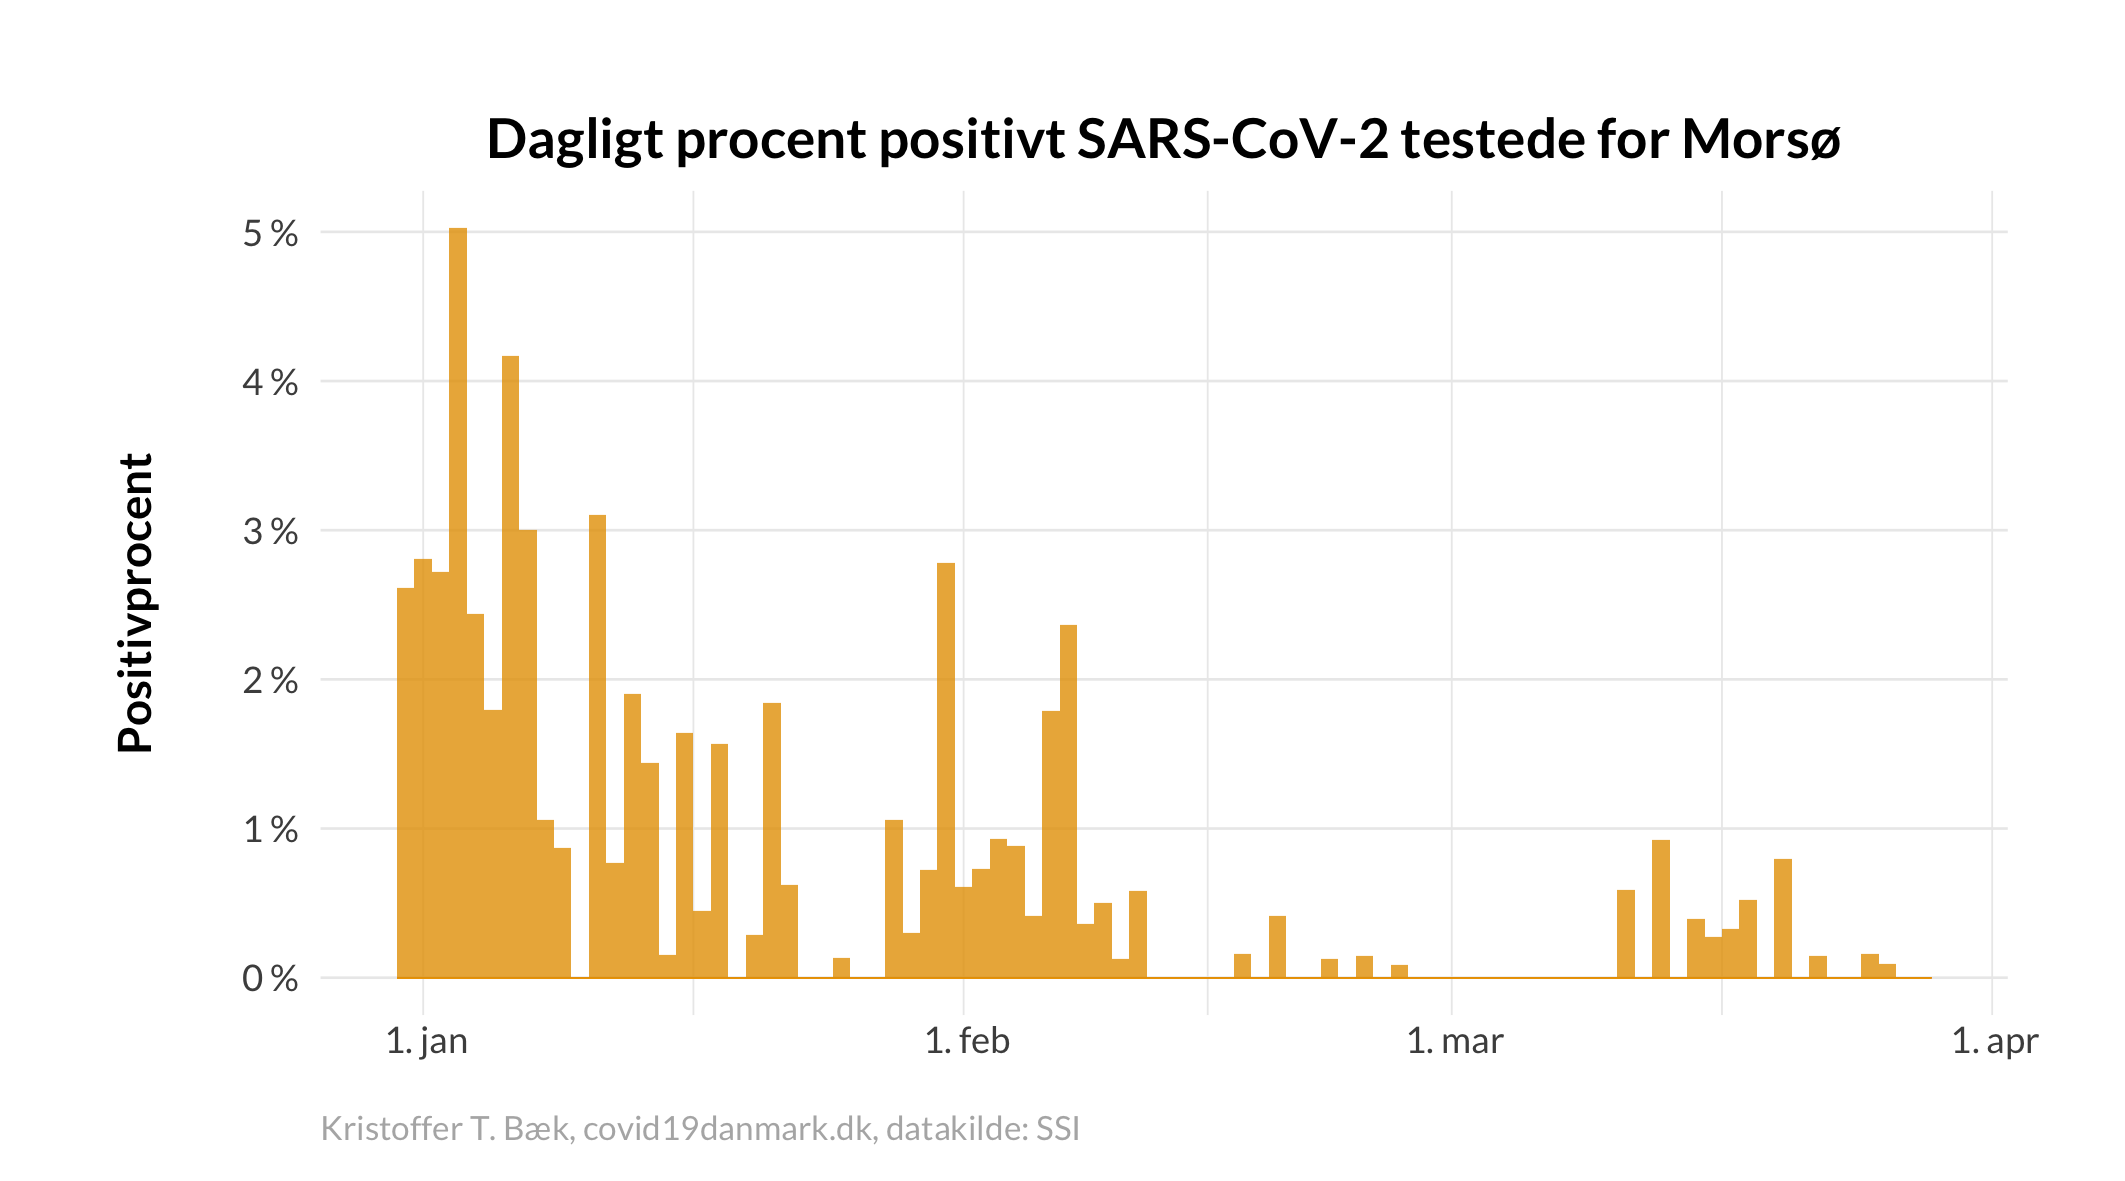 Dagligt procent positivt SARS-CoV-2 testede for Morsø
Positivprocent
5 %
4 %
3 %
2 %
1 %
0 %
1. jan
1. feb
1. mar
1. apr
Kristoffer T. Bæk, covid19danmark.dk, datakilde: SSI